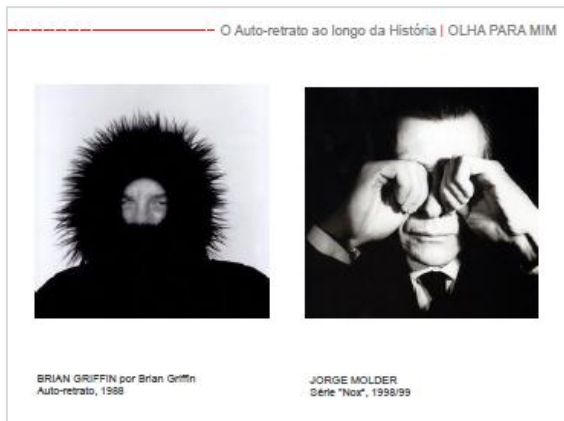 O Auto-retrato ao longo da História | OLHA PARA MIM
BRIAN GRIFFIN por Brian Griffin
Auto-retrato, 1988
JORGE MOLDER
Série "Nox", 1998/99